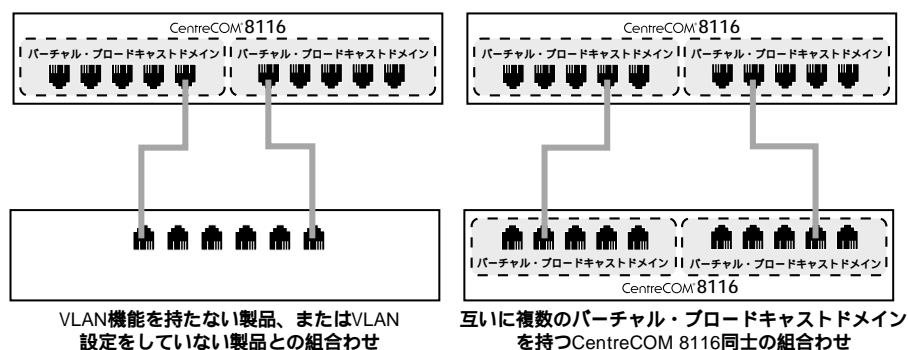 CentreCOM® 8116
バーチャル・ブロードキャストドメイン
バーチャル・ブロードキャストドメイン
VLAN機能を持たない製品、またはVLAN
設定をしていない製品との組合わせ
CentreCOM® 8116
バーチャル・ブロードキャストドメイン
バーチャル・ブロードキャストドメイン
バーチャル・ブロードキャストドメイン
バーチャル・ブロードキャストドメイン
CentreCOM® 8116
互いに複数のバーチャル・ブロードキャストドメイン
を持つCentreCOM 8116同士の組合わせ